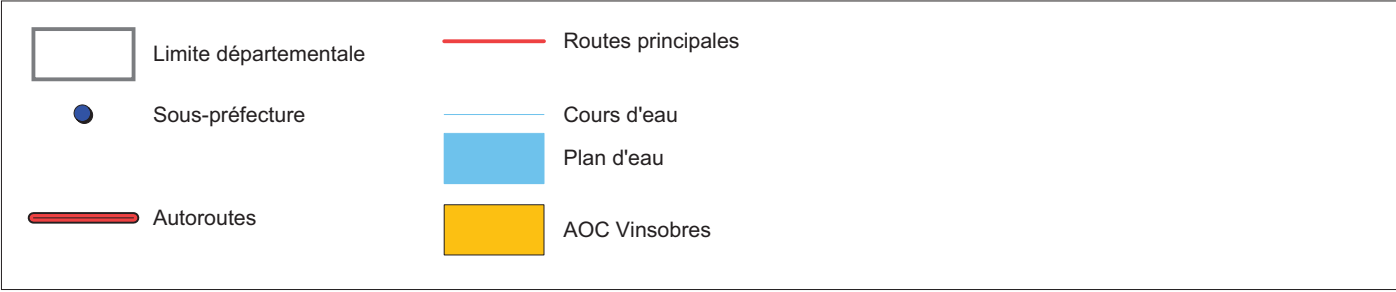 Limite départementale
Sous-préfecture
Autoroutes
Routes principales
Cours d'eau
Plan d'eau
AOC Vinsobres